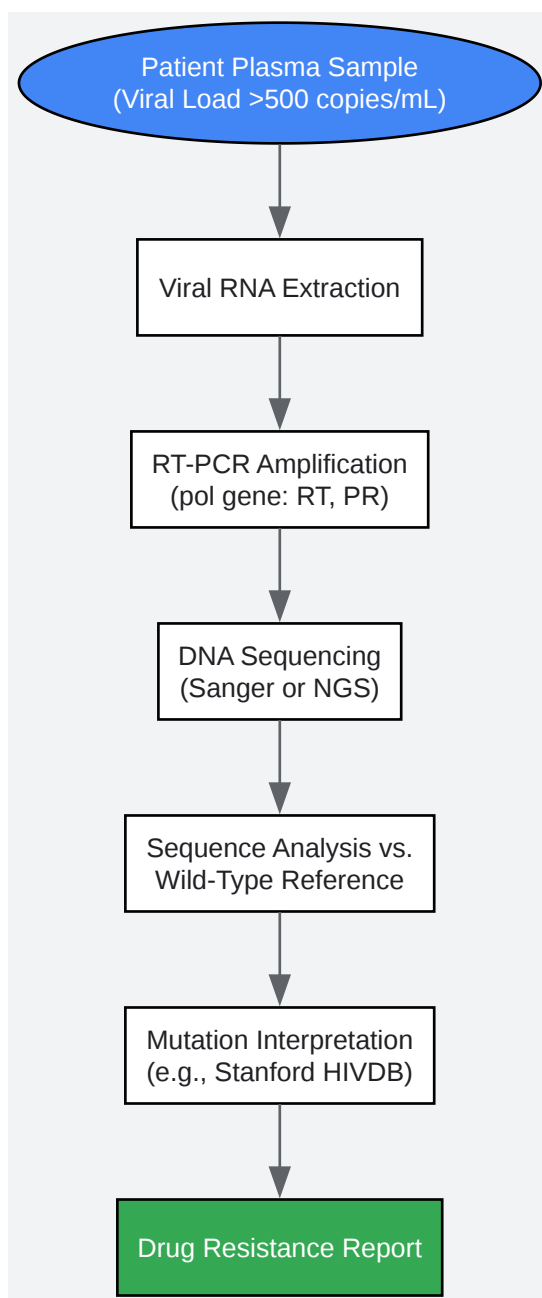 Patient Plasma Sample
(Viral Load >500 copies/mL)
Viral RNA Extraction
RT-PCR Amplification
(pol gene: RT, PR)
DNA Sequencing
(Sanger or NGS)
Sequence Analysis vs.
Wild-Type Reference
Mutation Interpretation
(e.g., Stanford HIVDB)
Drug Resistance Report